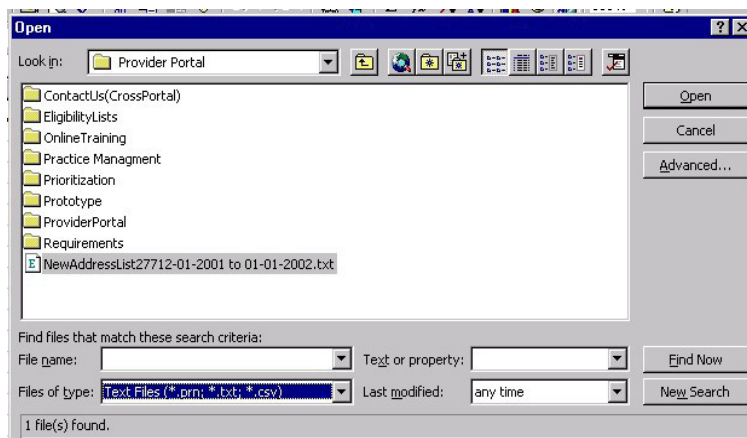 Open
Look in: Provider Portal
ContactUs(CrossPortal)
EligibilityLists
OnlineTraining
Practice Managment
Prioritization
Prototype
ProviderPortal
Requirements
NewAddressList27712-01-2001 to 01-01-2002.txt
Open
Cancel
Advanced...
Find files that match these search criteria:
File name: Text or property: Find Now
Files of type: Text Files (*.prn; *.txt; *.csv) Last modified: any time New Search
1 file(s) found.